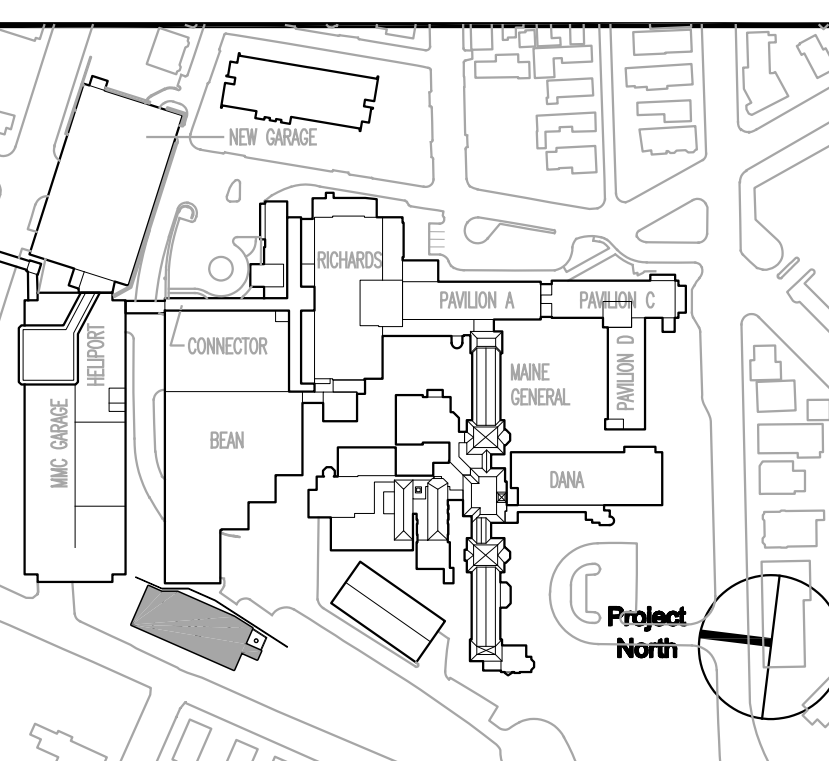 NEW GARAGE
RICHARDS
PAVILION A
PAVILION C
CONNECTOR
HELIPORT
MAINE
GENERAL
PAVILION D
MMC GARAGE
BEAN
DANA
Project
North